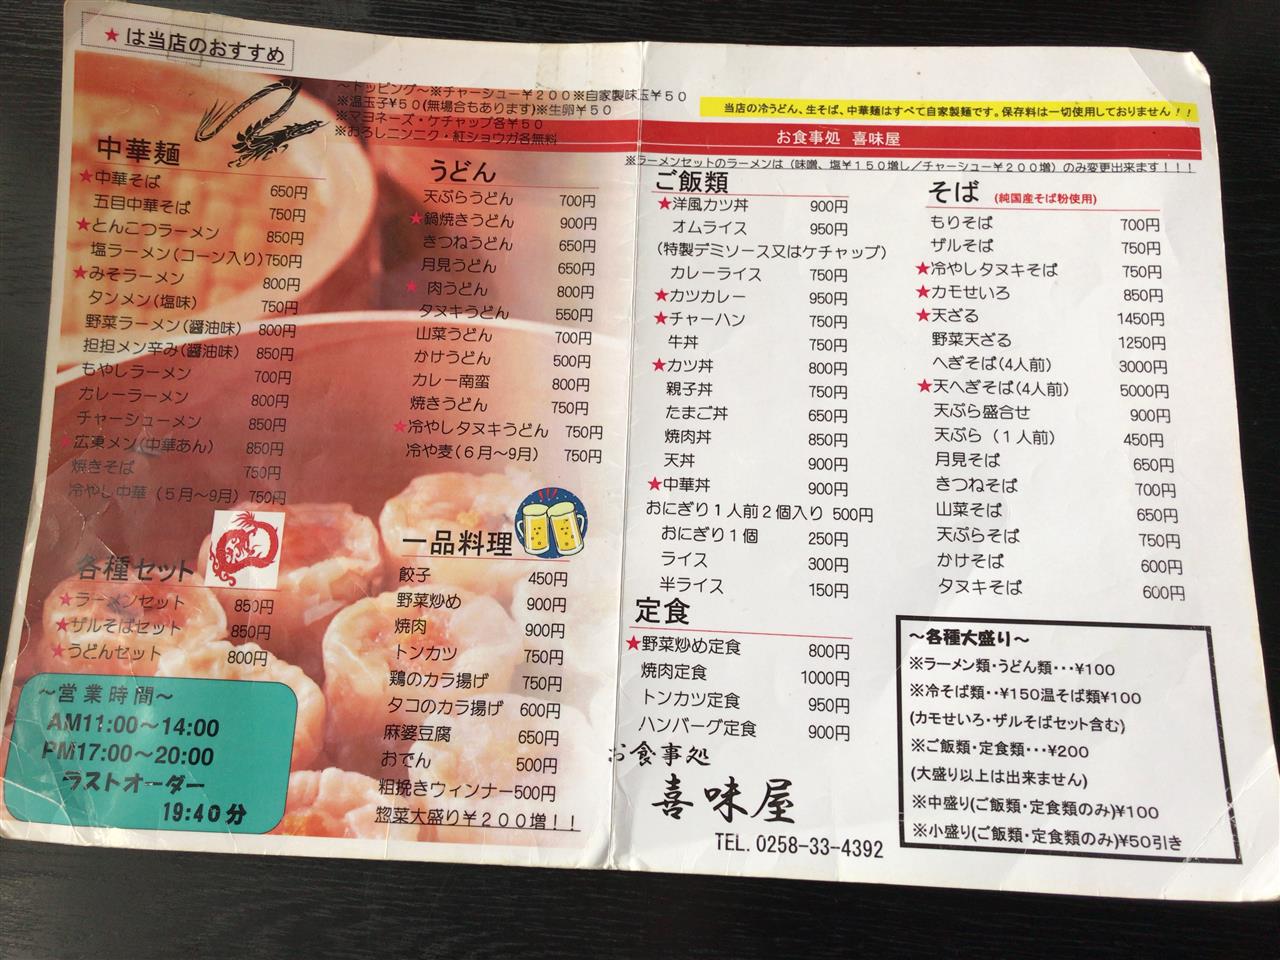 ★は当店のおすすめ
～トッピング～※チャーシュー￥200※自家製味玉￥50
※温玉子¥50(無場合もあります)※生卵￥50
※マヨネーズ・ケチャップ各￥50
※おろしニンニク・紅ショウガ各無料
当店の冷うどん、生そば、中華麺はすべて自家製麺です。保存料は一切使用しておりません！！
お食事処 喜味屋
※ラーメンセットのラーメンは（味噌、塩￥150増し／チャーシュー￥200増）のみ変更出来ます！！！
中華麺
★中華そば 650円
五目中華そば 750円
★とんこつラーメン 850円
塩ラーメン(コーン入り)750円
★みそラーメン 800円
タンメン(塩味) 750円
野菜ラーメン(醤油味) 800円
担担メン辛み(醤油味) 850円
もやしラーメン 700円
カレーラーメン 800円
チャーシューメン 850円
★広東メン(中華あん) 850円
焼きそば 750円
冷やし中華（5月～9月）750円
各種セット
★ラーメンセット 850円
★ザルそばセット 850円
★うどんセット 800円
～営業時間～
AM11:00～14:00
PM17:00～20:00
ラストオーダー
19:40分
うどん
天ぷらうどん 700円
★鍋焼きうどん 900円
きつねうどん 650円
月見うどん 650円
★肉うどん 800円
タヌキうどん 550円
山菜うどん 700円
かけうどん 500円
カレー南蛮 800円
焼きうどん 750円
★冷やしタヌキうどん 750円
冷や麦（6月～9月） 750円
一品料理
餃子 450円
野菜炒め 900円
焼肉 900円
トンカツ 750円
鶏のカラ揚げ 750円
タコのカラ揚げ 600円
麻婆豆腐 650円
おでん 500円
粗挽きウィンナー500円
惣菜大盛り￥200増！！
ご飯類
★洋風カツ丼 900円
オムライス 950円
(特製デミソース又はケチャップ)
カレーライス 750円
★カツカレー 950円
★チャーハン 750円
牛丼 750円
★カツ丼 800円
親子丼 750円
たまご丼 650円
焼肉丼 850円
天丼 900円
★中華丼 900円
おにぎり1人前2個入り 500円
おにぎり1個 250円
ライス 300円
半ライス 150円
定食
★野菜炒め定食 800円
焼肉定食 1000円
トンカツ定食 950円
ハンバーグ定食 900円
お食事処
喜味屋
TEL. 0258-33-4392
そば (純国産そば粉使用)
もりそば 700円
ザルそば 750円
★冷やしタヌキそば 750円
★カモせいろ 850円
★天ざる 1450円
野菜天ざる 1250円
へぎそば(4人前) 3000円
★天へぎそば(4人前) 5000円
天ぷら盛合せ 900円
天ぷら（1人前） 450円
月見そば 650円
きつねそば 700円
山菜そば 650円
天ぷらそば 750円
かけそば 600円
タヌキそば 600円
～各種大盛り～
※ラーメン類・うどん類・・・¥100
※冷そば類・・¥150温そば類¥100
(カモせいろ・ザルそばセット含む)
※ご飯類・定食類・・・¥200
(大盛り以上は出来ません)
※中盛り(ご飯類・定食類のみ)¥100
※小盛り(ご飯類・定食類のみ)¥50引き